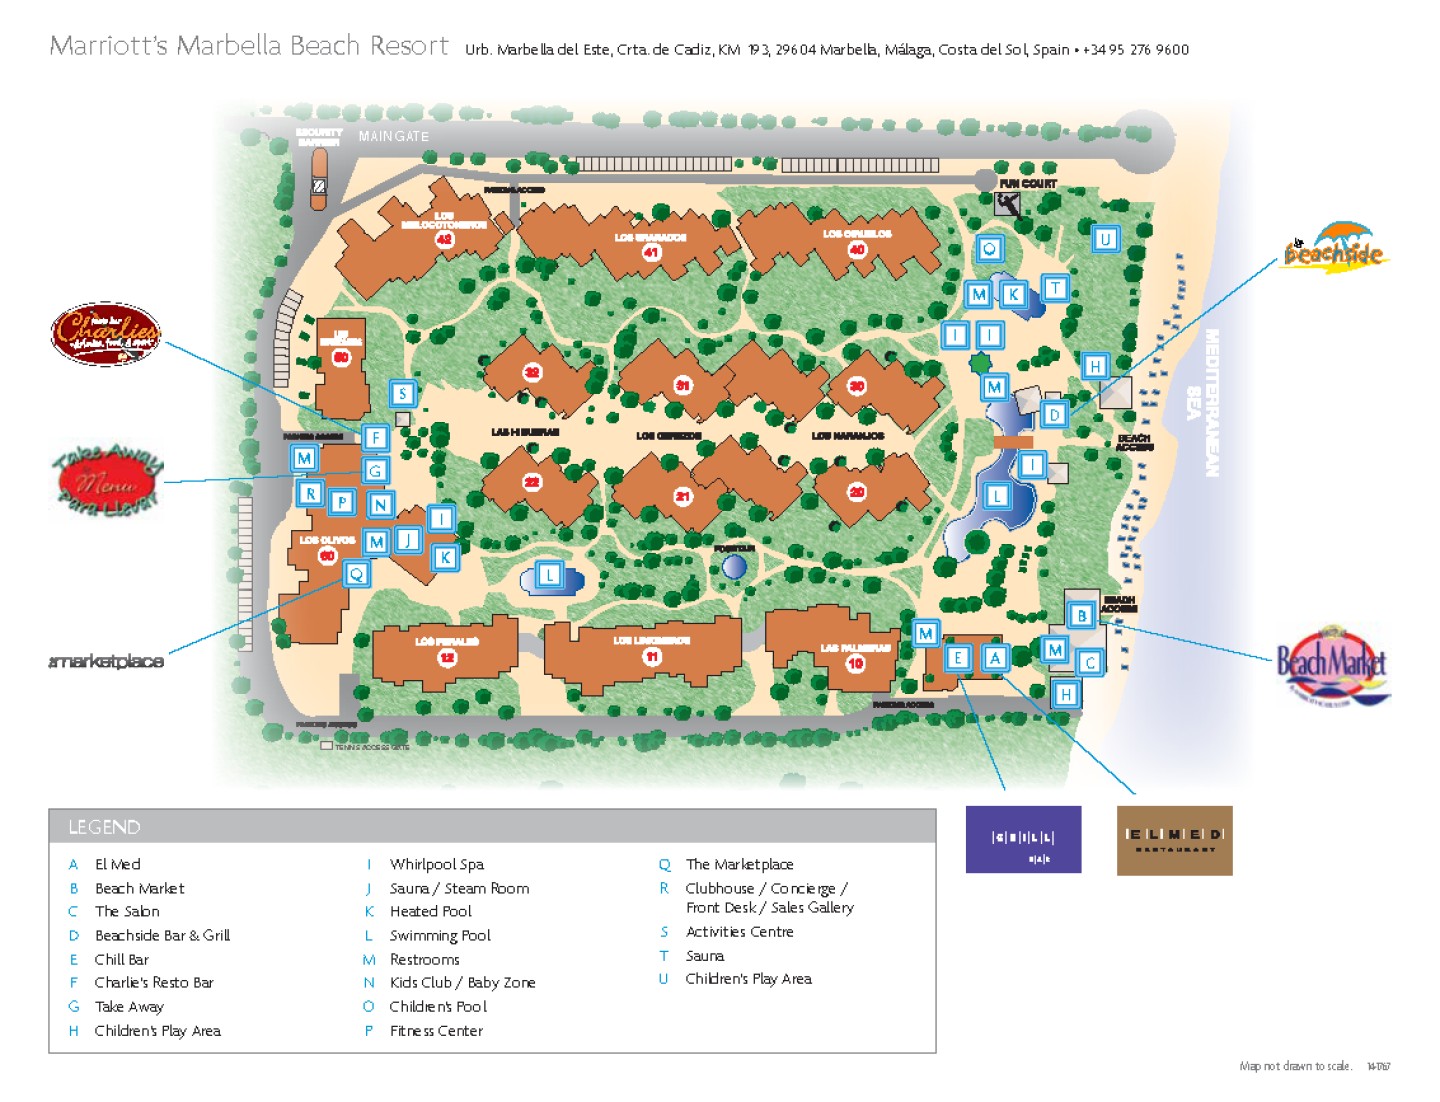 Marriott's Marbella Beach Resort Urb. Marbella del Este, Crta. de Cadiz, KM 193, 29604 Marbella, Málaga, Costa del Sol, Spain • +34 95 276 9600
SECURITY
BARRIER
MAIN GATE
PARKING ACCESS
FUN COURT
LOS
MELOCOTONEROS
42
LOS GRANADOS
41
LOS CIRUELOS
40
O
U
M
K
T
I
I
Beachside
Charlies
50
32
31
30
S
M
H
D
MEDITERRANEAN
SEA
LAS HIGUERAS
LOS CEREZOS
LOS NARANJOS
BEACH
ACCESS
PARKING ACCESS
F
M
G
Take Away
Menu
Para Llevar
22
21
20
I
L
R
P
N
I
LOS OLIVOS
60
M
J
K
Q
FOUNTAIN
L
BEACH
ACCESS
B
marketplace
LOS PERALES
12
LOS LIMONEROS
11
LAS PALMERAS
10
M
E
A
M
C
H
Beach Market
PARKING ACCESS
PARKING ACCESS
TENNIS ACCESS GATE
CHILL
BAR
EL MED
RESTAURANT
LEGEND
A El Med
B Beach Market
C The Salon
D Beachside Bar & Grill
E Chill Bar
F Charlie's Resto Bar
G Take Away
H Children's Play Area
I Whirlpool Spa
J Sauna / Steam Room
K Heated Pool
L Swimming Pool
M Restrooms
N Kids Club / Baby Zone
O Children's Pool
P Fitness Center
Q The Marketplace
R Clubhouse / Concierge /
Front Desk / Sales Gallery
S Activities Centre
T Sauna
U Children's Play Area
Map not drawn to scale.